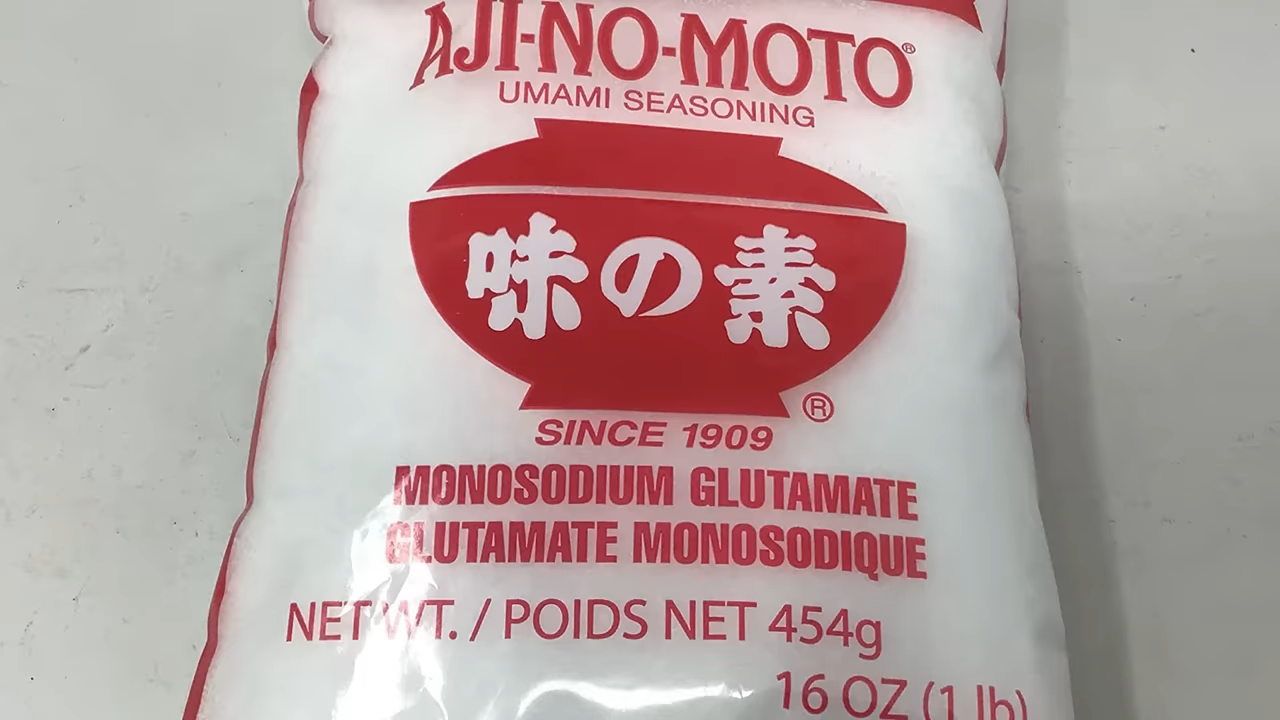 AJI-NO-MOTO®
UMAMI SEASONING
味の素
®
SINCE 1909
MONOSODIUM GLUTAMATE
GLUTAMATE MONOSODIQUE
NET WT. / POIDS NET 454g
16 OZ (1 lb)